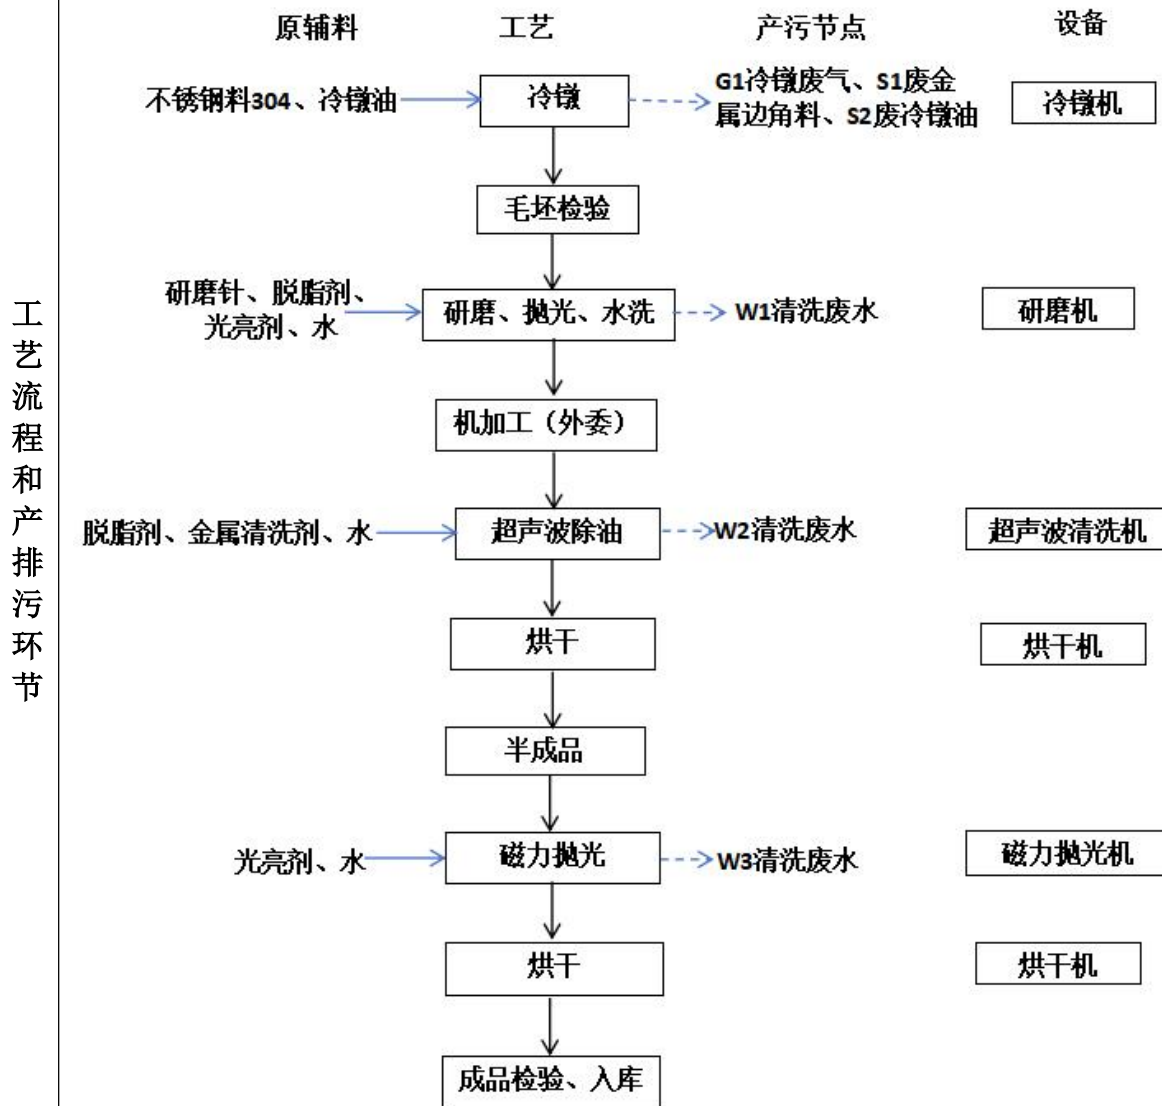 工艺流程和产排污环节
原辅料 工艺 产污节点 设备
不锈钢料304、冷镦油 冷镦 G1冷镦废气、S1废金
属边角料、S2废冷镦油 冷镦机
毛坯检验
研磨针、脱脂剂、
光亮剂、水 研磨、抛光、水洗 W1清洗废水 研磨机
机加工（外委）
脱脂剂、金属清洗剂、水 超声波除油 W2清洗废水 超声波清洗机
烘干 烘干机
半成品
光亮剂、水 磁力抛光 W3清洗废水 磁力抛光机
烘干 烘干机
成品检验、入库